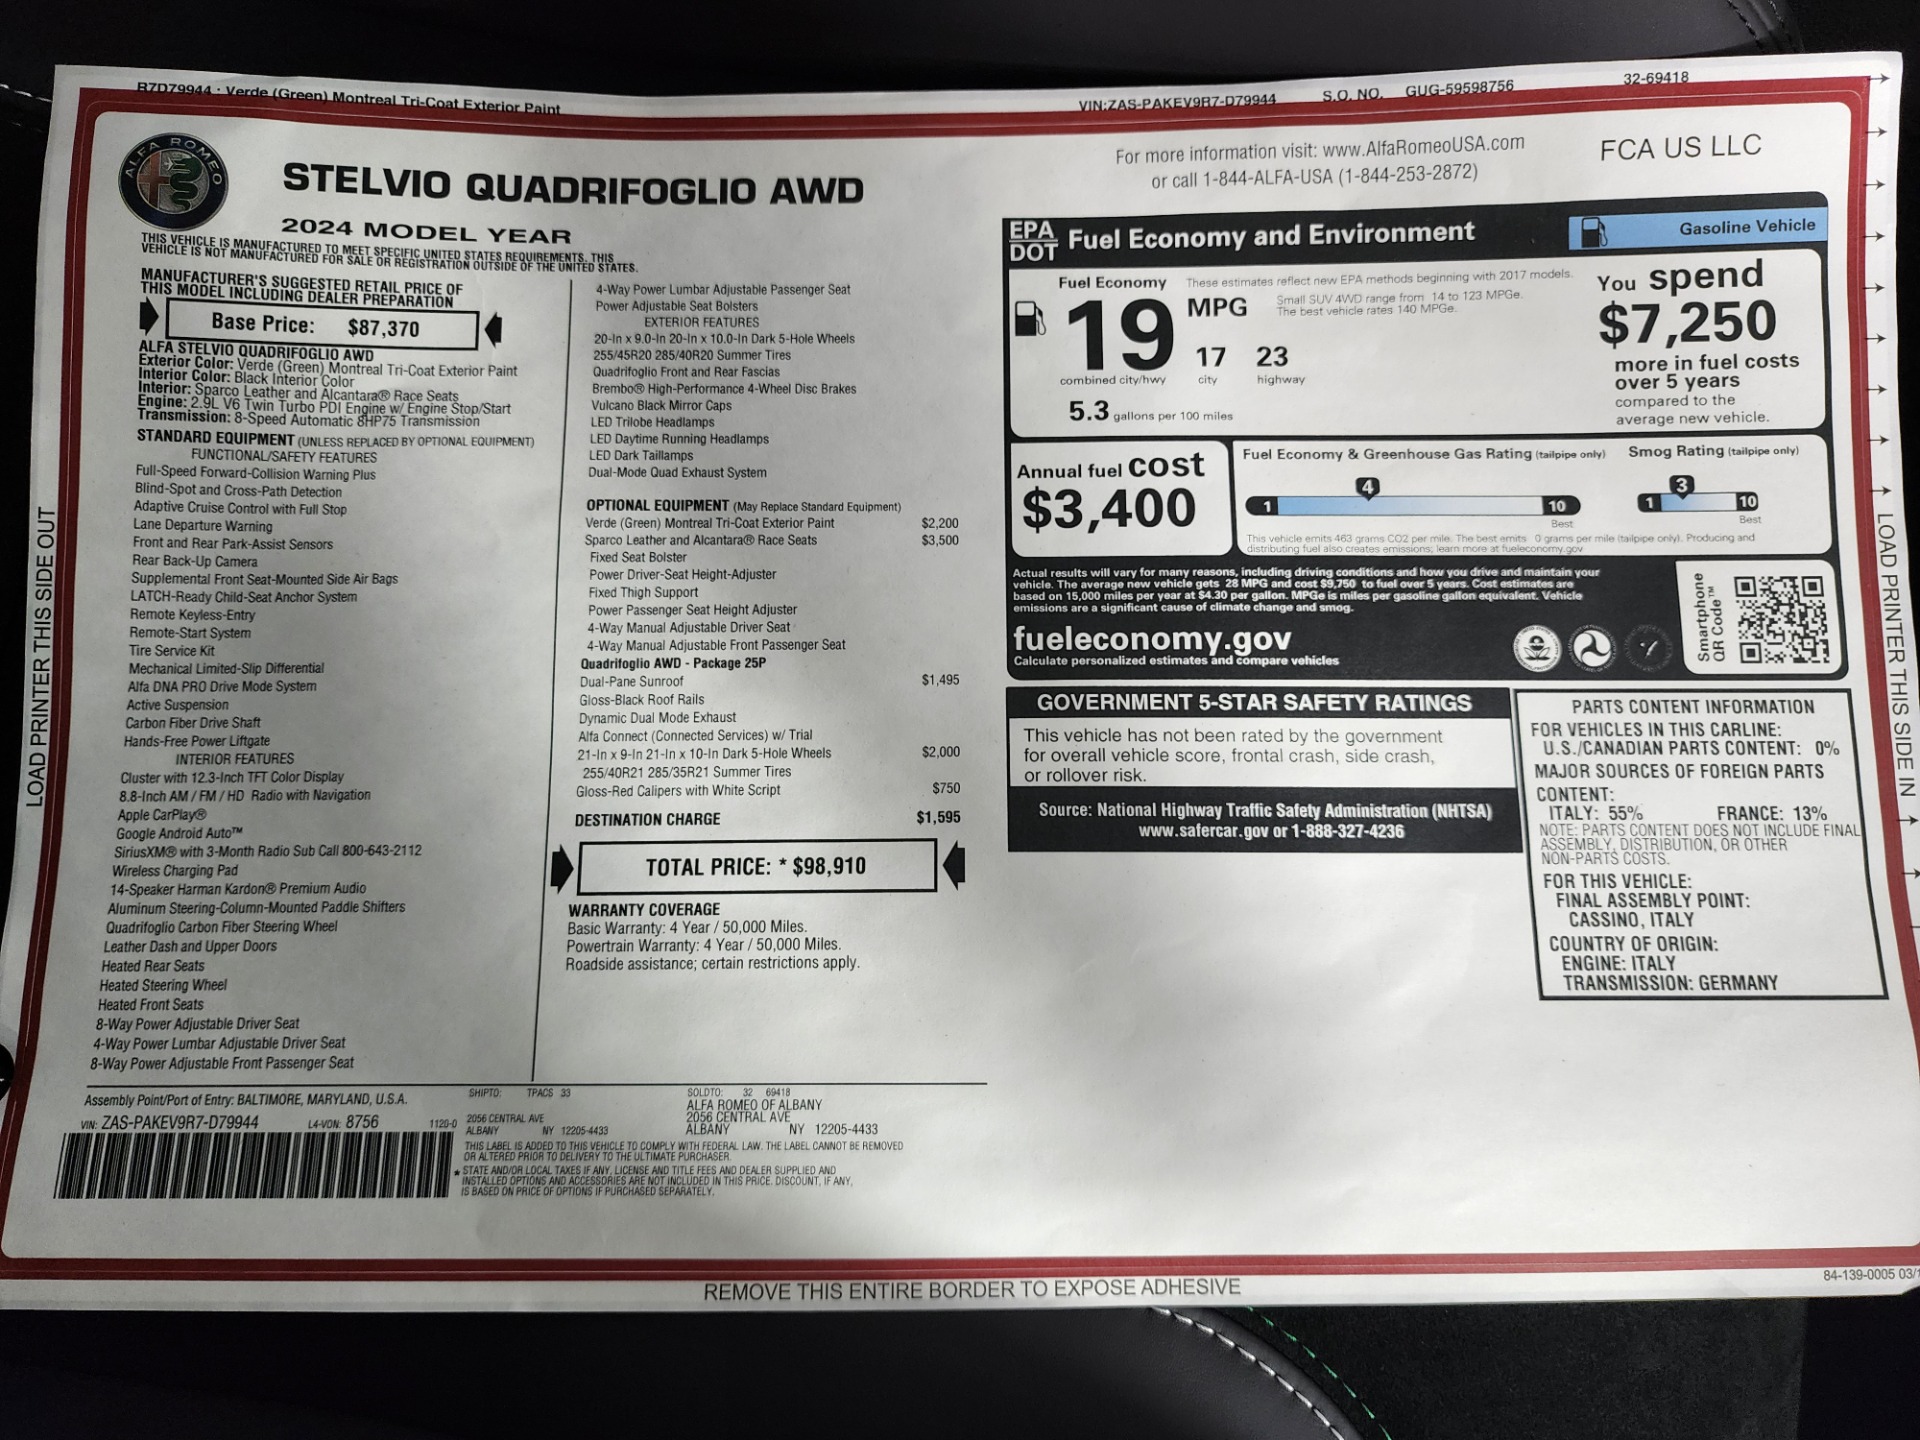 R7D79944 · Verde (Green) Montreal Tri-Coat Exterior Paint
VIN:ZAS-PAKEV9R7-D79944 S.O. NO. GUG-59598756 32-69418
ALFA ROMEO
STELVIO QUADRIFOGLIO AWD
2024 MODEL YEAR
THIS VEHICLE IS MANUFACTURED TO MEET SPECIFIC UNITED STATES REQUIREMENTS. THIS
VEHICLE IS NOT MANUFACTURED FOR SALE OR REGISTRATION OUTSIDE OF THE UNITED STATES.
MANUFACTURER'S SUGGESTED RETAIL PRICE OF
THIS MODEL INCLUDING DEALER PREPARATION
Base Price: $87,370
ALFA STELVIO QUADRIFOGLIO AWD
Exterior Color: Verde (Green) Montreal Tri-Coat Exterior Paint
Interior Color: Black Interior Color
Interior: Sparco Leather and Alcantara® Race Seats
Engine: 2.9L V6 Twin Turbo PDI Engine w/ Engine Stop/Start
Transmission: 8-Speed Automatic 8HP75 Transmission
STANDARD EQUIPMENT (UNLESS REPLACED BY OPTIONAL EQUIPMENT)
FUNCTIONAL/SAFETY FEATURES
Full-Speed Forward-Collision Warning Plus
Blind-Spot and Cross-Path Detection
Adaptive Cruise Control with Full Stop
Lane Departure Warning
Front and Rear Park-Assist Sensors
Rear Back-Up Camera
Supplemental Front Seat-Mounted Side Air Bags
LATCH-Ready Child-Seat Anchor System
Remote Keyless-Entry
Remote-Start System
Tire Service Kit
Mechanical Limited-Slip Differential
Alfa DNA PRO Drive Mode System
Active Suspension
Carbon Fiber Drive Shaft
Hands-Free Power Liftgate
INTERIOR FEATURES
Cluster with 12.3-Inch TFT Color Display
8.8-Inch AM / FM / HD Radio with Navigation
Apple CarPlay®
Google Android Auto™
SiriusXM® with 3-Month Radio Sub Call 800-643-2112
Wireless Charging Pad
14-Speaker Harman Kardon® Premium Audio
Aluminum Steering-Column-Mounted Paddle Shifters
Quadrifoglio Carbon Fiber Steering Wheel
Leather Dash and Upper Doors
Heated Rear Seats
Heated Steering Wheel
Heated Front Seats
8-Way Power Adjustable Driver Seat
4-Way Power Lumbar Adjustable Driver Seat
8-Way Power Adjustable Front Passenger Seat
4-Way Power Lumbar Adjustable Passenger Seat
Power Adjustable Seat Bolsters
EXTERIOR FEATURES
20-In x 9.0-In 20-In x 10.0-In Dark 5-Hole Wheels
255/45R20 285/40R20 Summer Tires
Quadrifoglio Front and Rear Fascias
Brembo® High-Performance 4-Wheel Disc Brakes
Vulcano Black Mirror Caps
LED Trilobe Headlamps
LED Daytime Running Headlamps
LED Dark Taillamps
Dual-Mode Quad Exhaust System
OPTIONAL EQUIPMENT (May Replace Standard Equipment)
Verde (Green) Montreal Tri-Coat Exterior Paint $2,200
Sparco Leather and Alcantara® Race Seats $3,500
Fixed Seat Bolster
Power Driver-Seat Height-Adjuster
Fixed Thigh Support
Power Passenger Seat Height Adjuster
4-Way Manual Adjustable Driver Seat
4-Way Manual Adjustable Front Passenger Seat
Quadrifoglio AWD - Package 25P
Dual-Pane Sunroof $1,495
Gloss-Black Roof Rails
Dynamic Dual Mode Exhaust
Alfa Connect (Connected Services) w/ Trial
21-In x 9-In 21-In x 10-In Dark 5-Hole Wheels $2,000
255/40R21 285/35R21 Summer Tires
Gloss-Red Calipers with White Script $750
DESTINATION CHARGE $1,595
TOTAL PRICE: * $98,910
WARRANTY COVERAGE
Basic Warranty: 4 Year / 50,000 Miles.
Powertrain Warranty: 4 Year / 50,000 Miles.
Roadside assistance; certain restrictions apply.
For more information visit: www.AlfaRomeoUSA.com
or call 1-844-ALFA-USA (1-844-253-2872)
FCA US LLC
EPA
DOT
Fuel Economy and Environment
Gasoline Vehicle
Fuel Economy
These estimates reflect new EPA methods beginning with 2017 models.
19 MPG
Small SUV 4WD range from 14 to 123 MPGe.
The best vehicle rates 140 MPGe.
17 23
combined city/hwy city highway
5.3 gallons per 100 miles
You spend
$7,250
more in fuel costs
over 5 years
compared to the
average new vehicle.
Annual fuel cost
$3,400
Fuel Economy & Greenhouse Gas Rating (tailpipe only)
4
1 10
Best
Smog Rating (tailpipe only)
3
1 10
Best
This vehicle emits 463 grams CO2 per mile. The best emits 0 grams per mile (tailpipe only). Producing and
distributing fuel also creates emissions; learn more at fueleconomy.gov
Actual results will vary for many reasons, including driving conditions and how you drive and maintain your
vehicle. The average new vehicle gets 28 MPG and cost $9,750 to fuel over 5 years. Cost estimates are
based on 15,000 miles per year at $4.30 per gallon. MPGe is miles per gasoline gallon equivalent. Vehicle
emissions are a significant cause of climate change and smog.
fueleconomy.gov
Calculate personalized estimates and compare vehicles
Smartphone
QR Code™
GOVERNMENT 5-STAR SAFETY RATINGS
This vehicle has not been rated by the government
for overall vehicle score, frontal crash, side crash,
or rollover risk.
Source: National Highway Traffic Safety Administration (NHTSA)
www.safercar.gov or 1-888-327-4236
PARTS CONTENT INFORMATION
FOR VEHICLES IN THIS CARLINE:
U.S./CANADIAN PARTS CONTENT: 0%
MAJOR SOURCES OF FOREIGN PARTS
CONTENT:
ITALY: 55% FRANCE: 13%
NOTE: PARTS CONTENT DOES NOT INCLUDE FINAL
ASSEMBLY, DISTRIBUTION, OR OTHER
NON-PARTS COSTS.
FOR THIS VEHICLE:
FINAL ASSEMBLY POINT:
CASSINO, ITALY
COUNTRY OF ORIGIN:
ENGINE: ITALY
TRANSMISSION: GERMANY
Assembly Point/Port of Entry: BALTIMORE, MARYLAND, U.S.A.
VIN: ZAS-PAKEV9R7-D79944 L4-VON: 8756 1120-0
SHIPTO: TPACS 33
2056 CENTRAL AVE
ALBANY NY 12205-4433
SOLDTO: 32 69418
ALFA ROMEO OF ALBANY
2056 CENTRAL AVE
ALBANY NY 12205-4433
THIS LABEL IS ADDED TO THIS VEHICLE TO COMPLY WITH FEDERAL LAW. THE LABEL CANNOT BE REMOVED
OR ALTERED PRIOR TO DELIVERY TO THE ULTIMATE PURCHASER.
* STATE AND/OR LOCAL TAXES IF ANY, LICENSE AND TITLE FEES AND DEALER SUPPLIED AND
INSTALLED OPTIONS AND ACCESSORIES ARE NOT INCLUDED IN THIS PRICE. DISCOUNT, IF ANY,
IS BASED ON PRICE OF OPTIONS IF PURCHASED SEPARATELY.
LOAD PRINTER THIS SIDE OUT
LOAD PRINTER THIS SIDE IN
REMOVE THIS ENTIRE BORDER TO EXPOSE ADHESIVE
84-139-0005 03/1